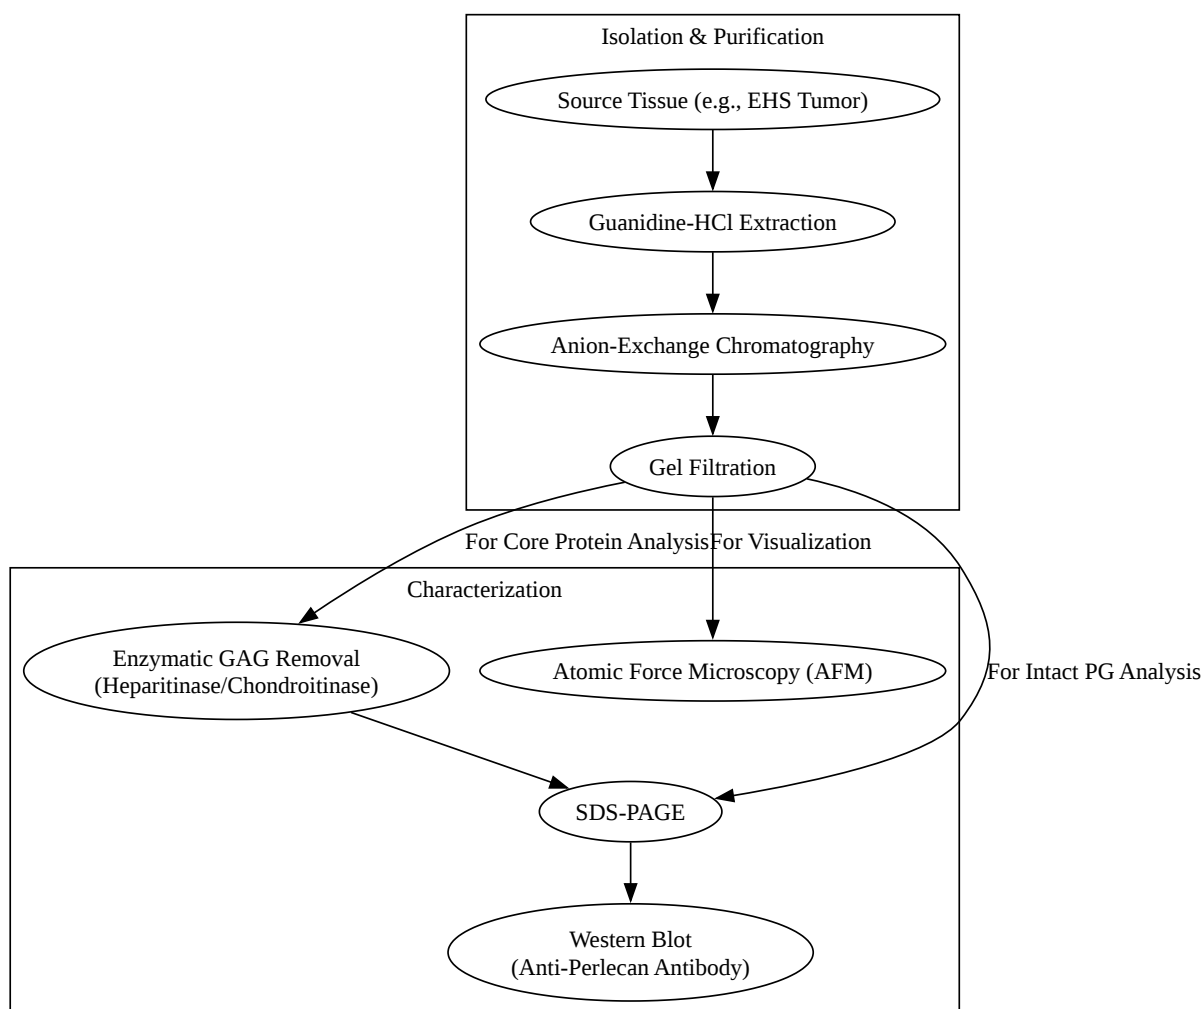 Isolation & Purification
Source Tissue (e.g., EHS Tumor)
Guanidine-HCl Extraction
Anion-Exchange Chromatography
Gel Filtration
For Core Protein Analysis
For Visualization
Characterization
Enzymatic GAG Removal
(Heparitinase/Chondroitinase)
Atomic Force Microscopy (AFM)
For Intact PG Analysis
SDS-PAGE
Western Blot
(Anti-Perlecan Antibody)